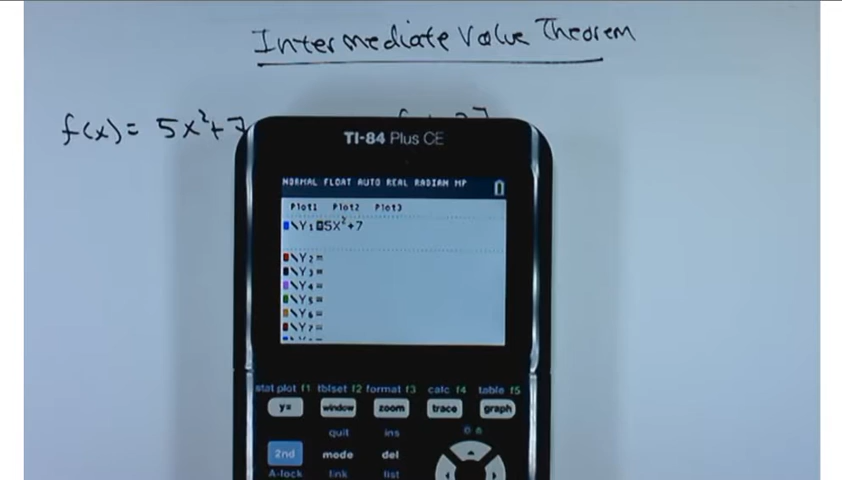 Intermediate Value Theorem
f(x) = 5x²+7
TI-84 Plus CE
NORMAL FLOAT AUTO REAL RADIAN MP
Plot1 Plot2 Plot3
\Y1=5X²+7
\Y2=
\Y3=
\Y4=
\Y5=
\Y6=
\Y7=
stat plot f1 tblset f2 format f3 calc f4 table f5
y= window zoom trace graph
quit ins
2nd mode del
A-lock link list